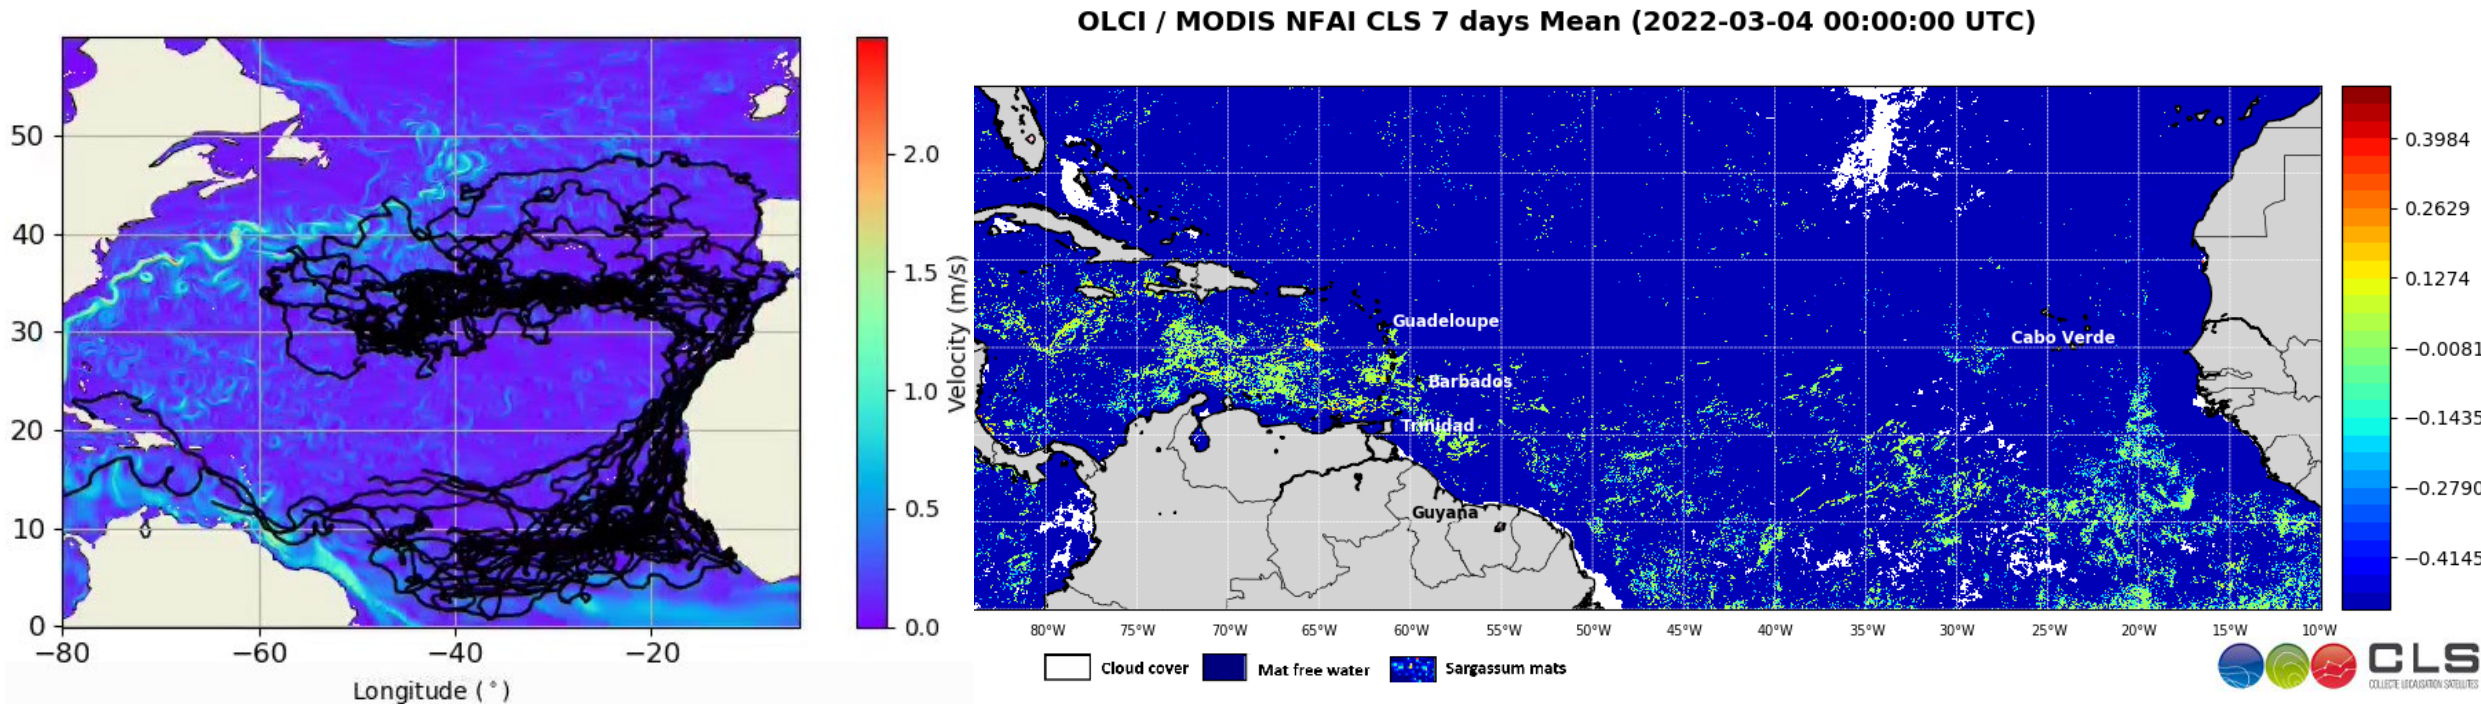 OLCI / MODIS NFAI CLS 7 days Mean (2022-03-04 00:00:00 UTC)
50
40
30
20
10
0
−80
−60
−40
−20
Longitude (°)
2.0
1.5
1.0
0.5
0.0
Velocity (m/s)
Guadeloupe
Barbados
Trinidad
Guyana
Cabo Verde
0.3984
0.2629
0.1274
−0.0081
−0.1435
−0.2790
−0.4145
80°W
75°W
70°W
65°W
60°W
55°W
50°W
45°W
40°W
35°W
30°W
25°W
20°W
15°W
10°W
Cloud cover
Mat free water
Sargassum mats
CLS
COLLECTE LOCALISATION SATELLITES